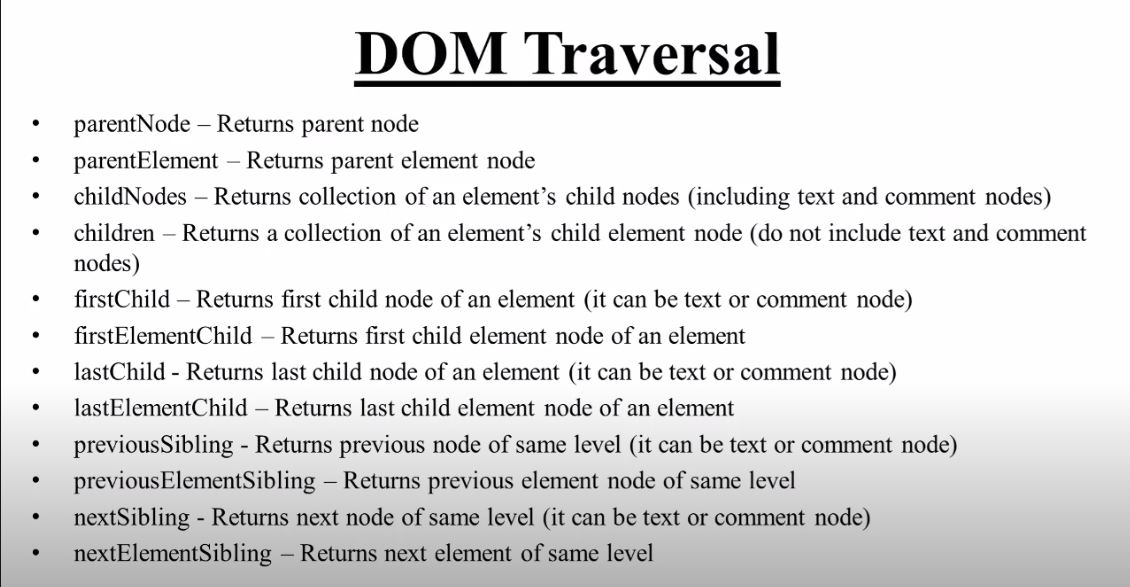 DOM Traversal
• parentNode – Returns parent node
• parentElement – Returns parent element node
• childNodes – Returns collection of an element’s child nodes (including text and comment nodes)
• children – Returns a collection of an element’s child element node (do not include text and comment
nodes)
• firstChild – Returns first child node of an element (it can be text or comment node)
• firstElementChild – Returns first child element node of an element
• lastChild - Returns last child node of an element (it can be text or comment node)
• lastElementChild – Returns last child element node of an element
• previousSibling - Returns previous node of same level (it can be text or comment node)
• previousElementSibling – Returns previous element node of same level
• nextSibling - Returns next node of same level (it can be text or comment node)
• nextElementSibling – Returns next element of same level